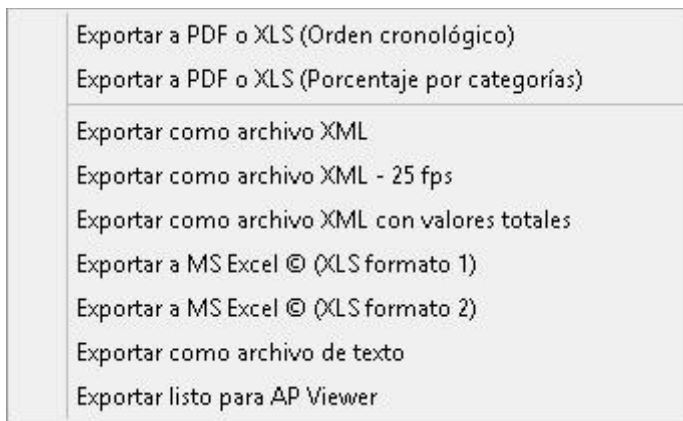 Exportar a PDF o XLS (Orden cronológico)
Exportar a PDF o XLS (Porcentaje por categorías)
Exportar como archivo XML
Exportar como archivo XML - 25 fps
Exportar como archivo XML con valores totales
Exportar a MS Excel © (XLS formato 1)
Exportar a MS Excel © (XLS formato 2)
Exportar como archivo de texto
Exportar listo para AP Viewer